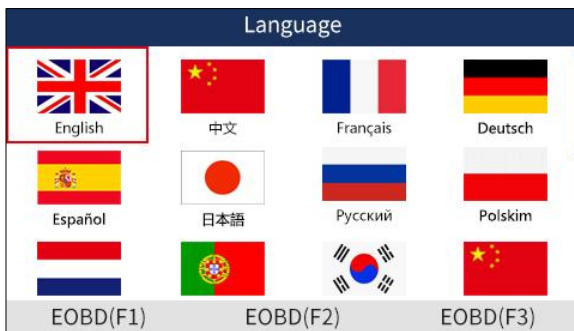 Language
English
中文
Français
Deutsch
Español
日本語
Русский
Polskim
EOBD(F1)
EOBD(F2)
EOBD(F3)